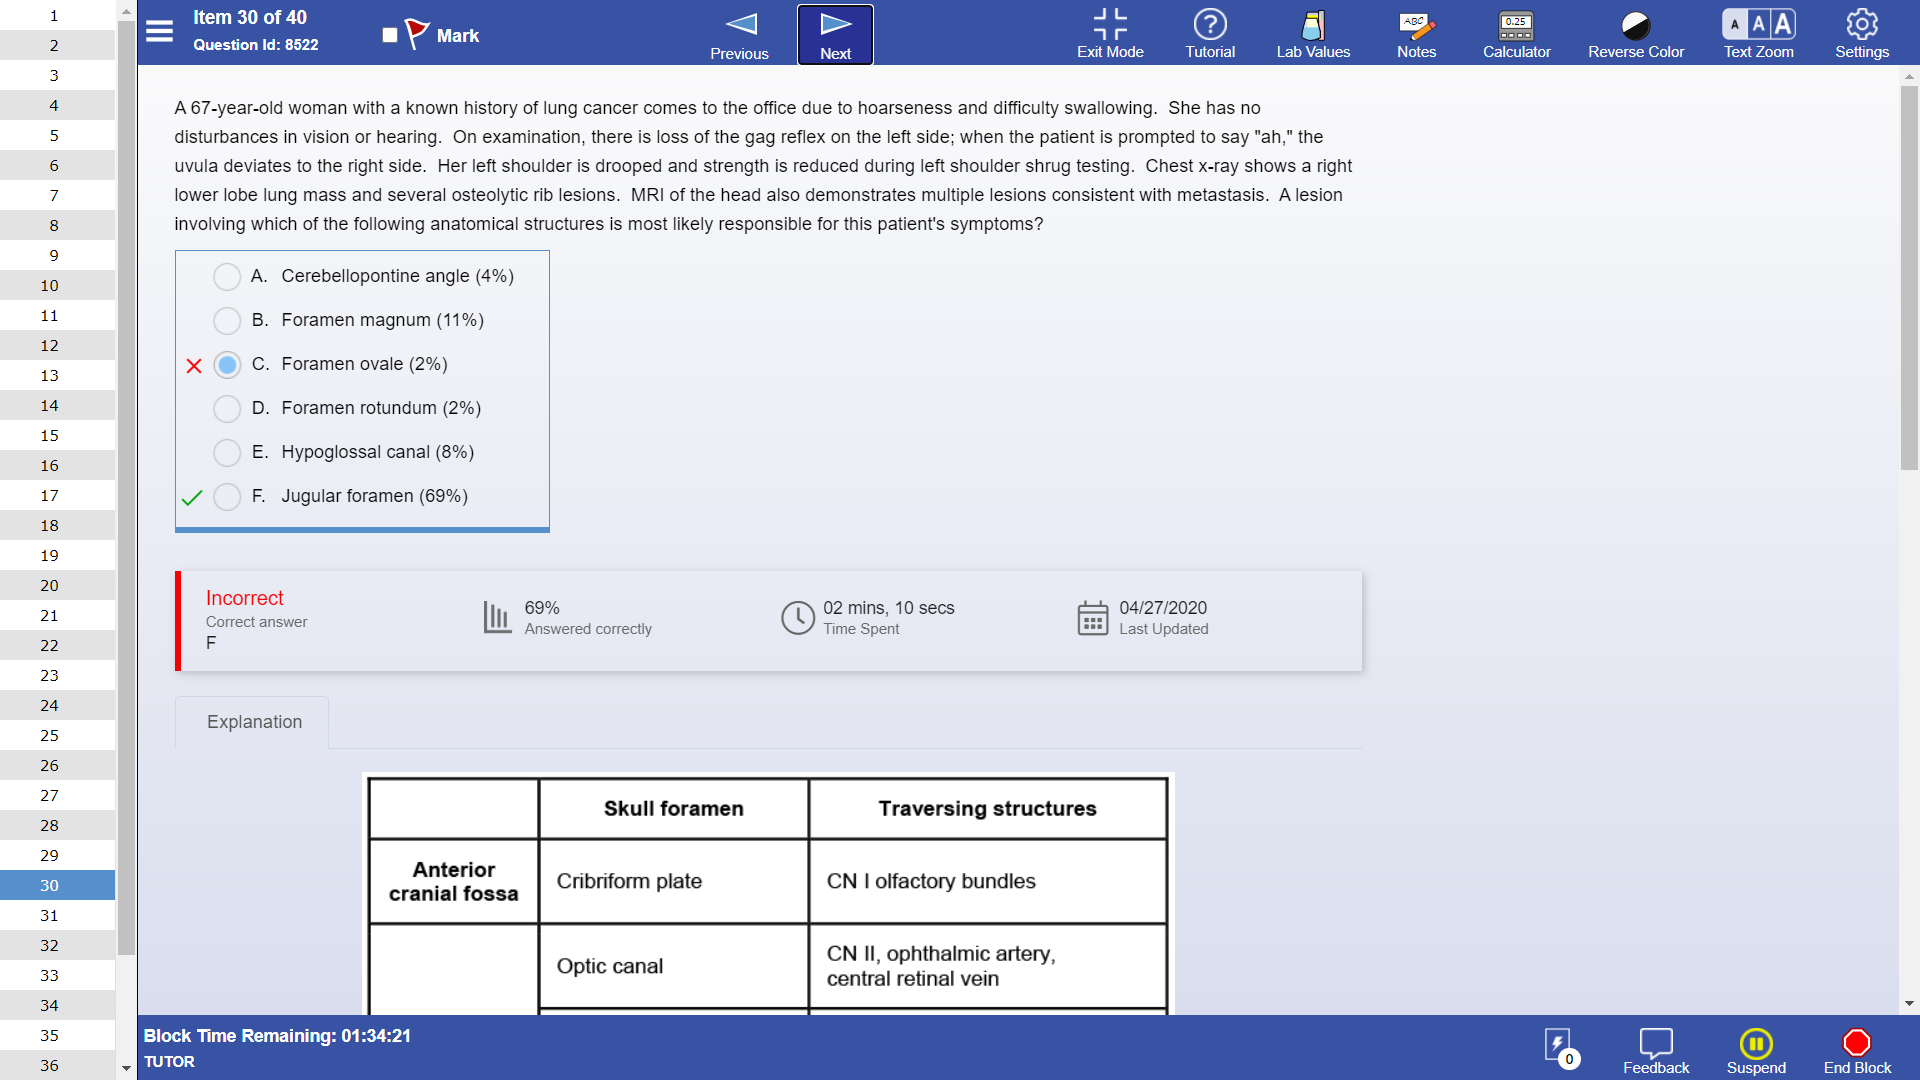 1
2
3
4
5
6
7
8
9
10
11
12
13
14
15
16
17
18
19
20
21
22
23
24
25
26
27
28
29
30
31
32
33
34
35
36
Item 30 of 40
Question Id: 8522
Mark
Previous
Next
Exit Mode
Tutorial
Lab Values
ABC
Notes
0.25
Calculator
Reverse Color
A A A
Text Zoom
Settings
A 67-year-old woman with a known history of lung cancer comes to the office due to hoarseness and difficulty swallowing. She has no
disturbances in vision or hearing. On examination, there is loss of the gag reflex on the left side; when the patient is prompted to say "ah," the
uvula deviates to the right side. Her left shoulder is drooped and strength is reduced during left shoulder shrug testing. Chest x-ray shows a right
lower lobe lung mass and several osteolytic rib lesions. MRI of the head also demonstrates multiple lesions consistent with metastasis. A lesion
involving which of the following anatomical structures is most likely responsible for this patient's symptoms?
A. Cerebellopontine angle (4%)
B. Foramen magnum (11%)
C. Foramen ovale (2%)
D. Foramen rotundum (2%)
E. Hypoglossal canal (8%)
F. Jugular foramen (69%)
Incorrect
Correct answer
F
69%
Answered correctly
02 mins, 10 secs
Time Spent
04/27/2020
Last Updated
Explanation
Skull foramen
Traversing structures
Anterior
cranial fossa
Cribriform plate
CN I olfactory bundles
Optic canal
CN II, ophthalmic artery,
central retinal vein
Block Time Remaining: 01:34:21
TUTOR
0
Feedback
Suspend
End Block